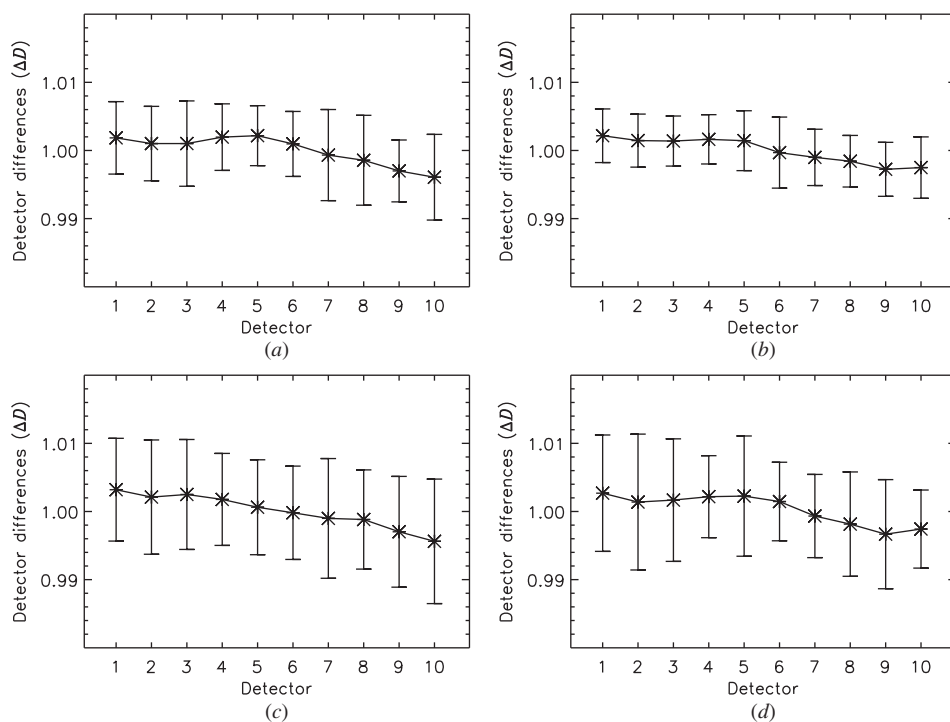 Detector differences (ΔD)
1.01
1.00
0.99
1 2 3 4 5 6 7 8 9 10
Detector
(a)
Detector differences (ΔD)
1.01
1.00
0.99
1 2 3 4 5 6 7 8 9 10
Detector
(b)
Detector differences (ΔD)
1.01
1.00
0.99
1 2 3 4 5 6 7 8 9 10
Detector
(c)
Detector differences (ΔD)
1.01
1.00
0.99
1 2 3 4 5 6 7 8 9 10
Detector
(d)